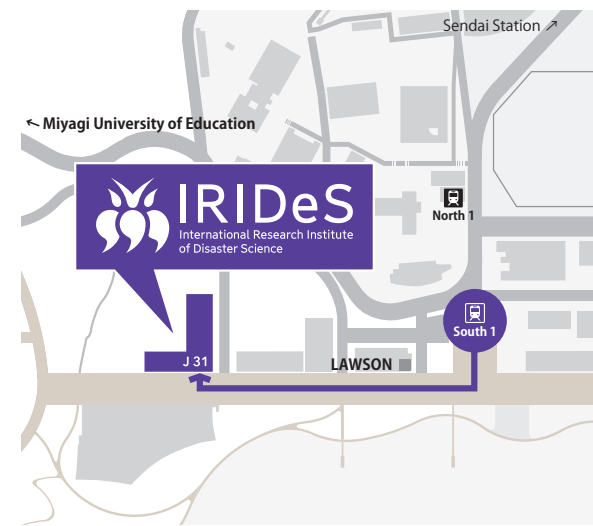 Sendai Station ↗
← Miyagi University of Education
IRIDeS
International Research Institute
of Disaster Science
North 1
South 1
J 31
LAWSON